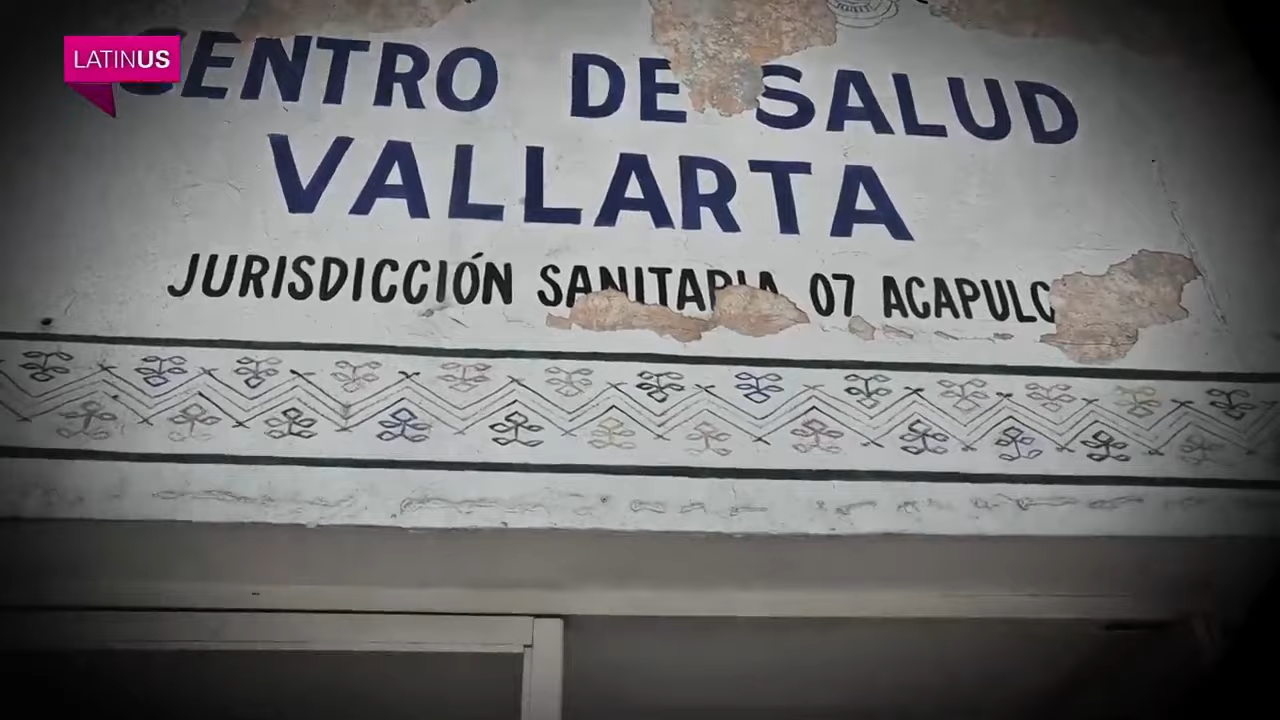 LATINUS
CENTRO DE SALUD
VALLARTA
JURISDICCIÓN SANITARIA 07 ACAPULC